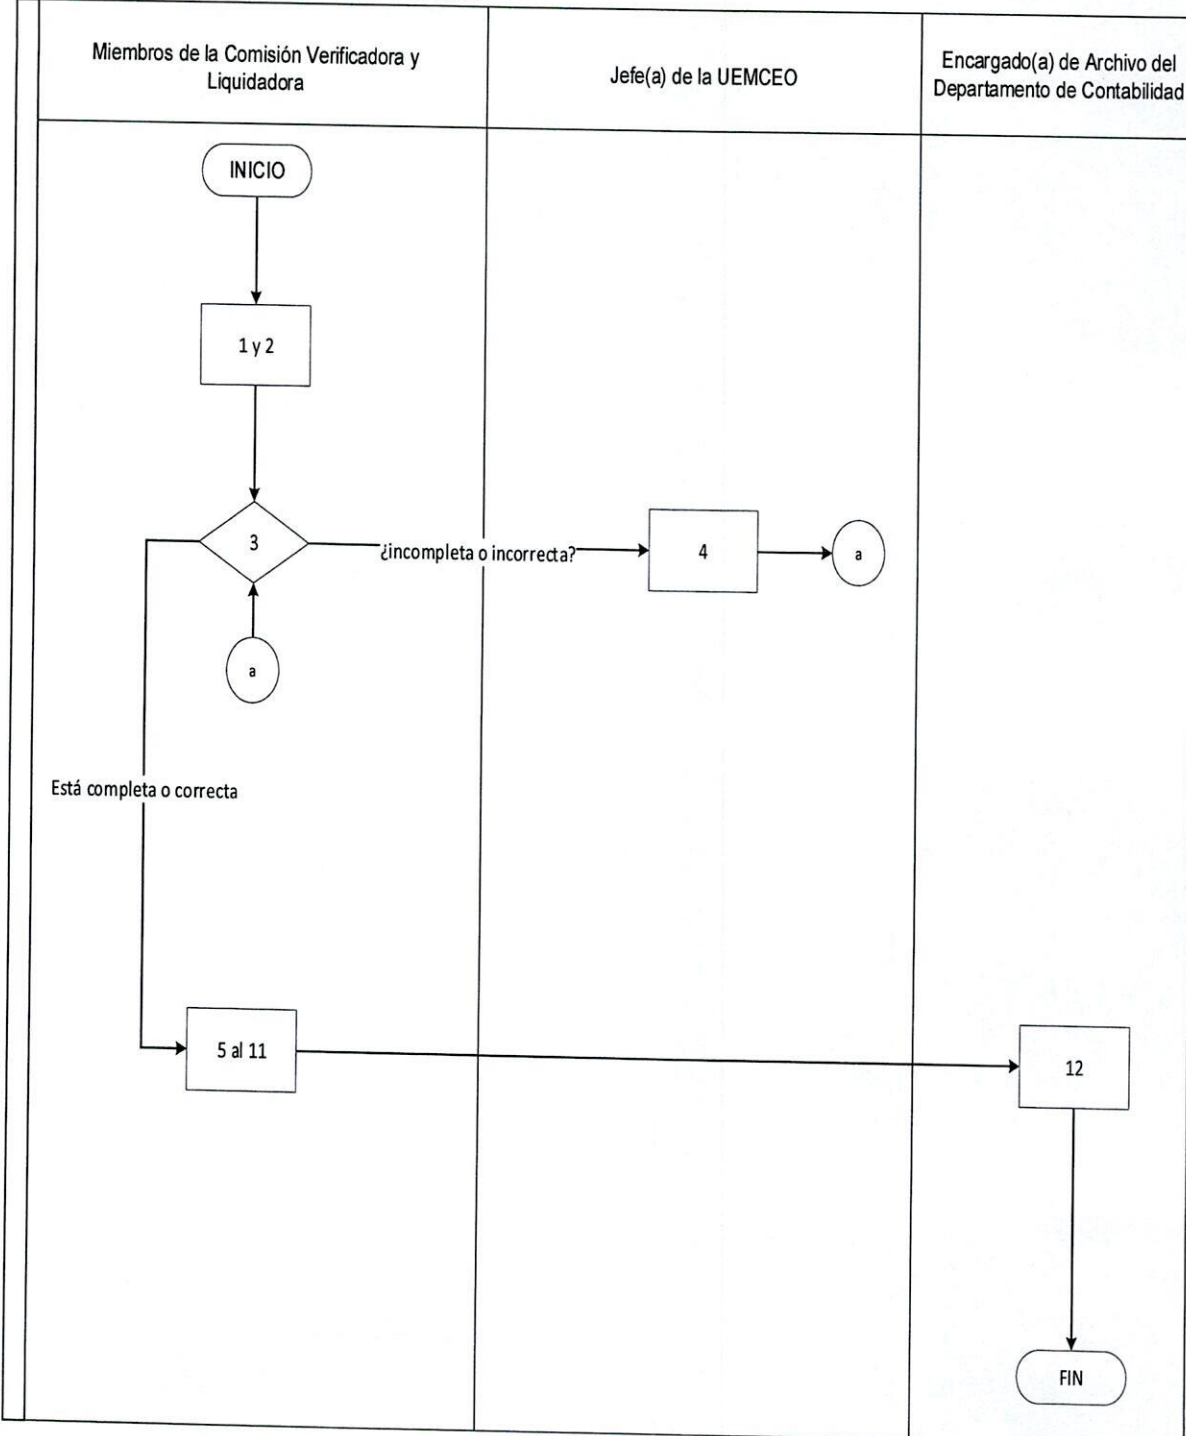 Miembros de la Comisión Verificadora y
Liquidadora
Jefe(a) de la UEMCEO
Encargado(a) de Archivo del
Departamento de Contabilidad
INICIO
1 y 2
3
¿incompleta o incorrecta?
4
a
a
Está completa o correcta
5 al 11
12
FIN